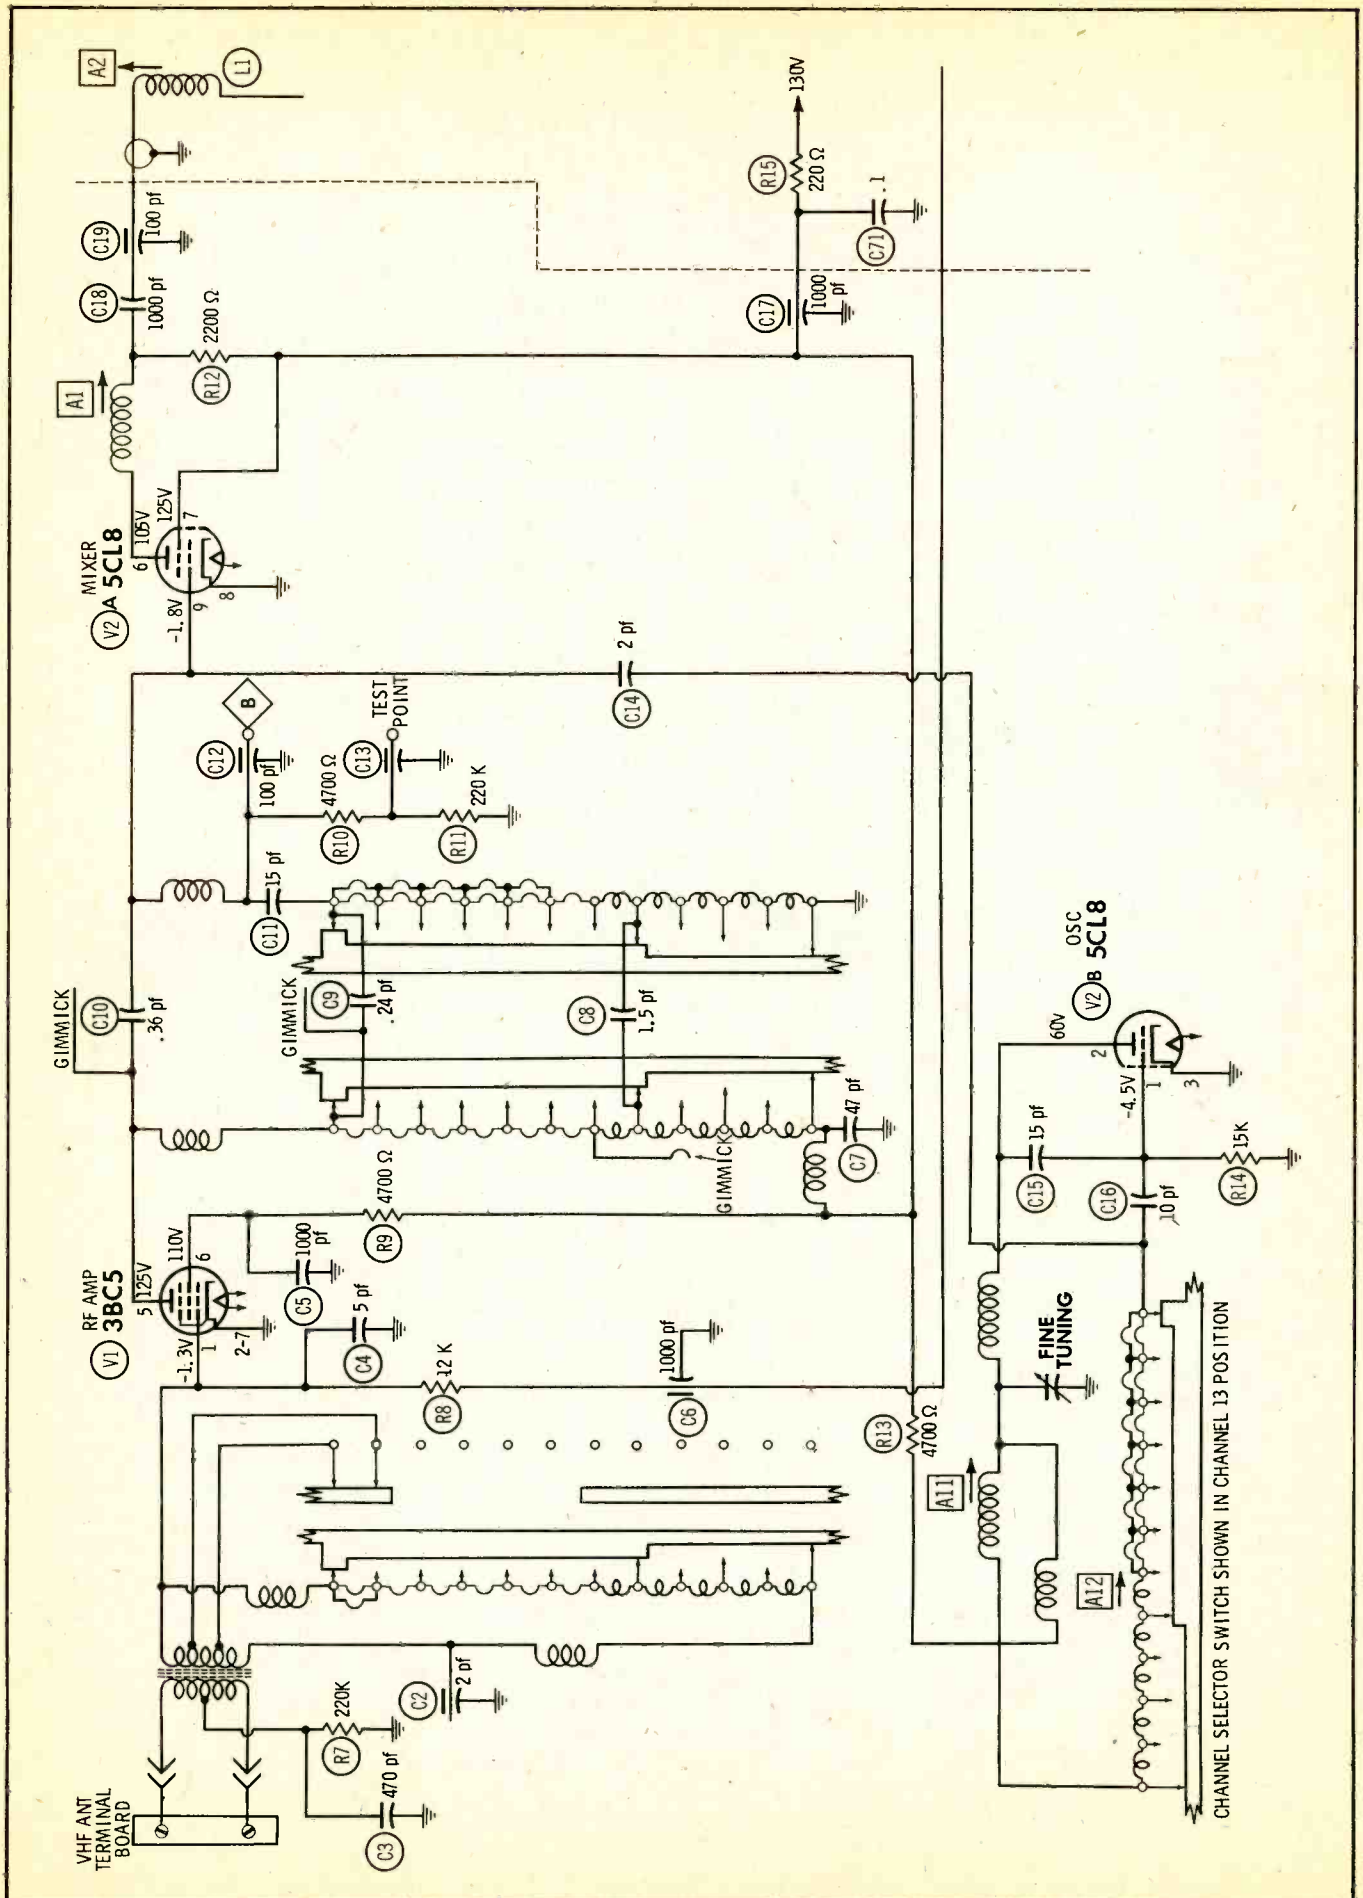 VHF ANT
TERMINAL
BOARD
C3
470 pf
R7
220K
C2
2 pf
V1
RF AMP
3BC5
-1.3V
1
2-7
5
125V
110V
6
C5
1000
pf
C4
5 pf
R8
12 K
C6
1000 pf
R9
4700 Ω
GIMMICK
C10
.36 pf
GIMMICK
C9
.24 pf
C8
1.5 pf
GIMMICK
C7
47 pf
C11
15 pf
C12
100 pf
B
R10
4700 Ω
C13
TEST
POINT
R11
220 K
C14
2 pf
V2
A
MIXER
5CL8
-1.8V
9
8
6
105V
125V
7
A1
R12
2200 Ω
C18
1000 pf
C19
100 pf
A2
L1
C17
1000
pf
R15
220 Ω
130V
C71
.1
R13
4700 Ω
A11
FINE
TUNING
A12
C15
15 pf
C16
10 pf
R14
15K
V2
B
OSC
5CL8
60V
2
-4.5V
1
3
CHANNEL SELECTOR SWITCH SHOWN IN CHANNEL 13 POSITION